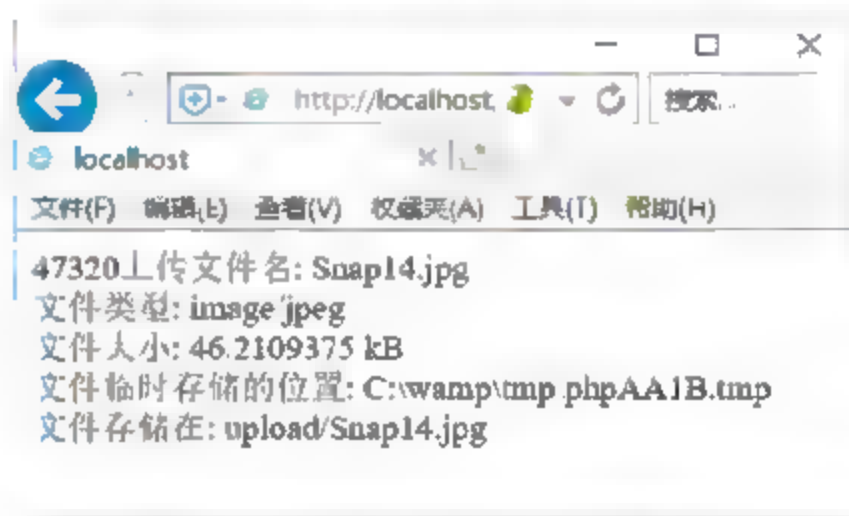 http://localhost
搜索...
localhost
文件(F) 编辑(E) 查看(V) 收藏夹(A) 工具(T) 帮助(H)
47320上传文件名: Snap14.jpg
文件类型: image/jpeg
文件大小: 46.2109375 kB
文件临时存储的位置: C:\wamp\tmp\phpAA1B.tmp
文件存储在: upload/Snap14.jpg